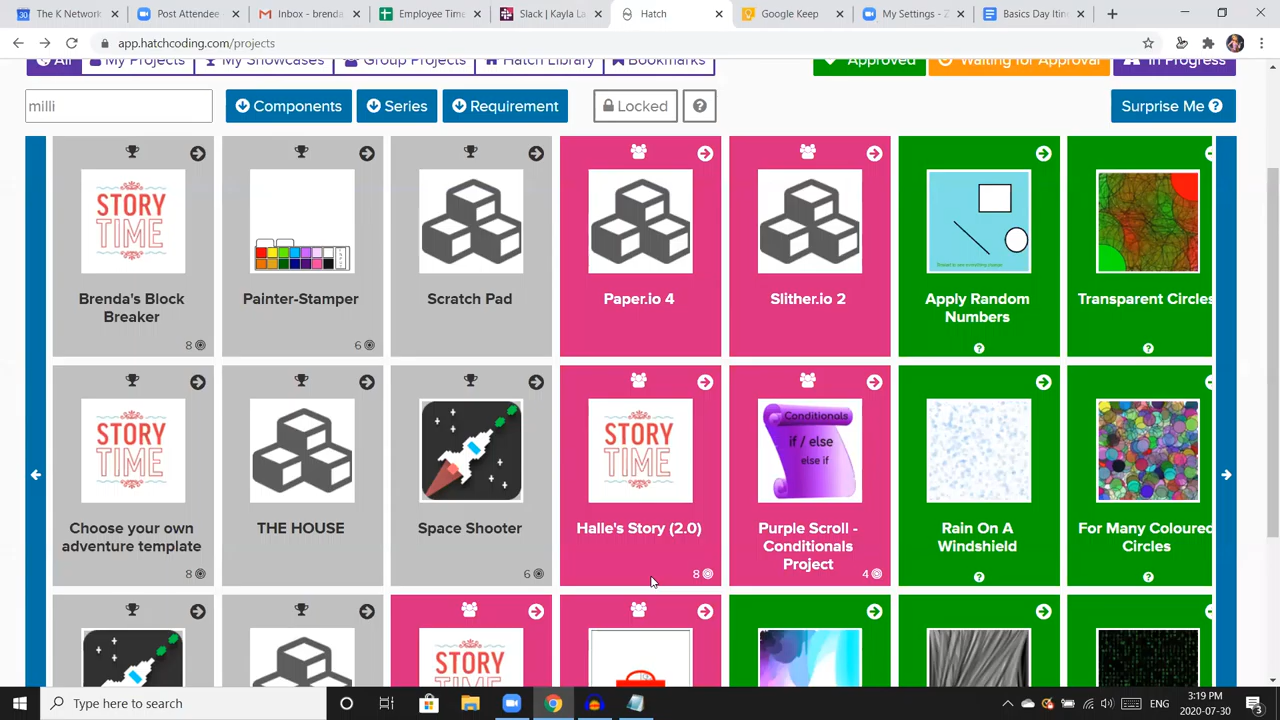 The K Network
Post Attendee
Inbox - brenda
Employee Time
Slack | Kayla La
Hatch
Google Keep
My Settings - Z
Basics Day Itin
app.hatchcoding.com/projects
All
My Projects
My Showcases
Group Projects
Hatch Library
Bookmarks
Approved
Waiting for Approval
In Progress
milli
Components
Series
Requirement
Locked
?
Surprise Me ?
STORY
TIME
Brenda's Block
Breaker
8
Painter-Stamper
6
Scratch Pad
Paper.io 4
Slither.io 2
Apply Random
Numbers
?
Transparent Circles
?
STORY
TIME
Choose your own
adventure template
8
THE HOUSE
Space Shooter
6
STORY
TIME
Halle's Story (2.0)
8
Conditionals
if / else
else if
Purple Scroll -
Conditionals
Project
4
Rain On A
Windshield
?
For Many Coloured
Circles
?
STORY
Type here to search
3:19 PM
2020-07-30
3